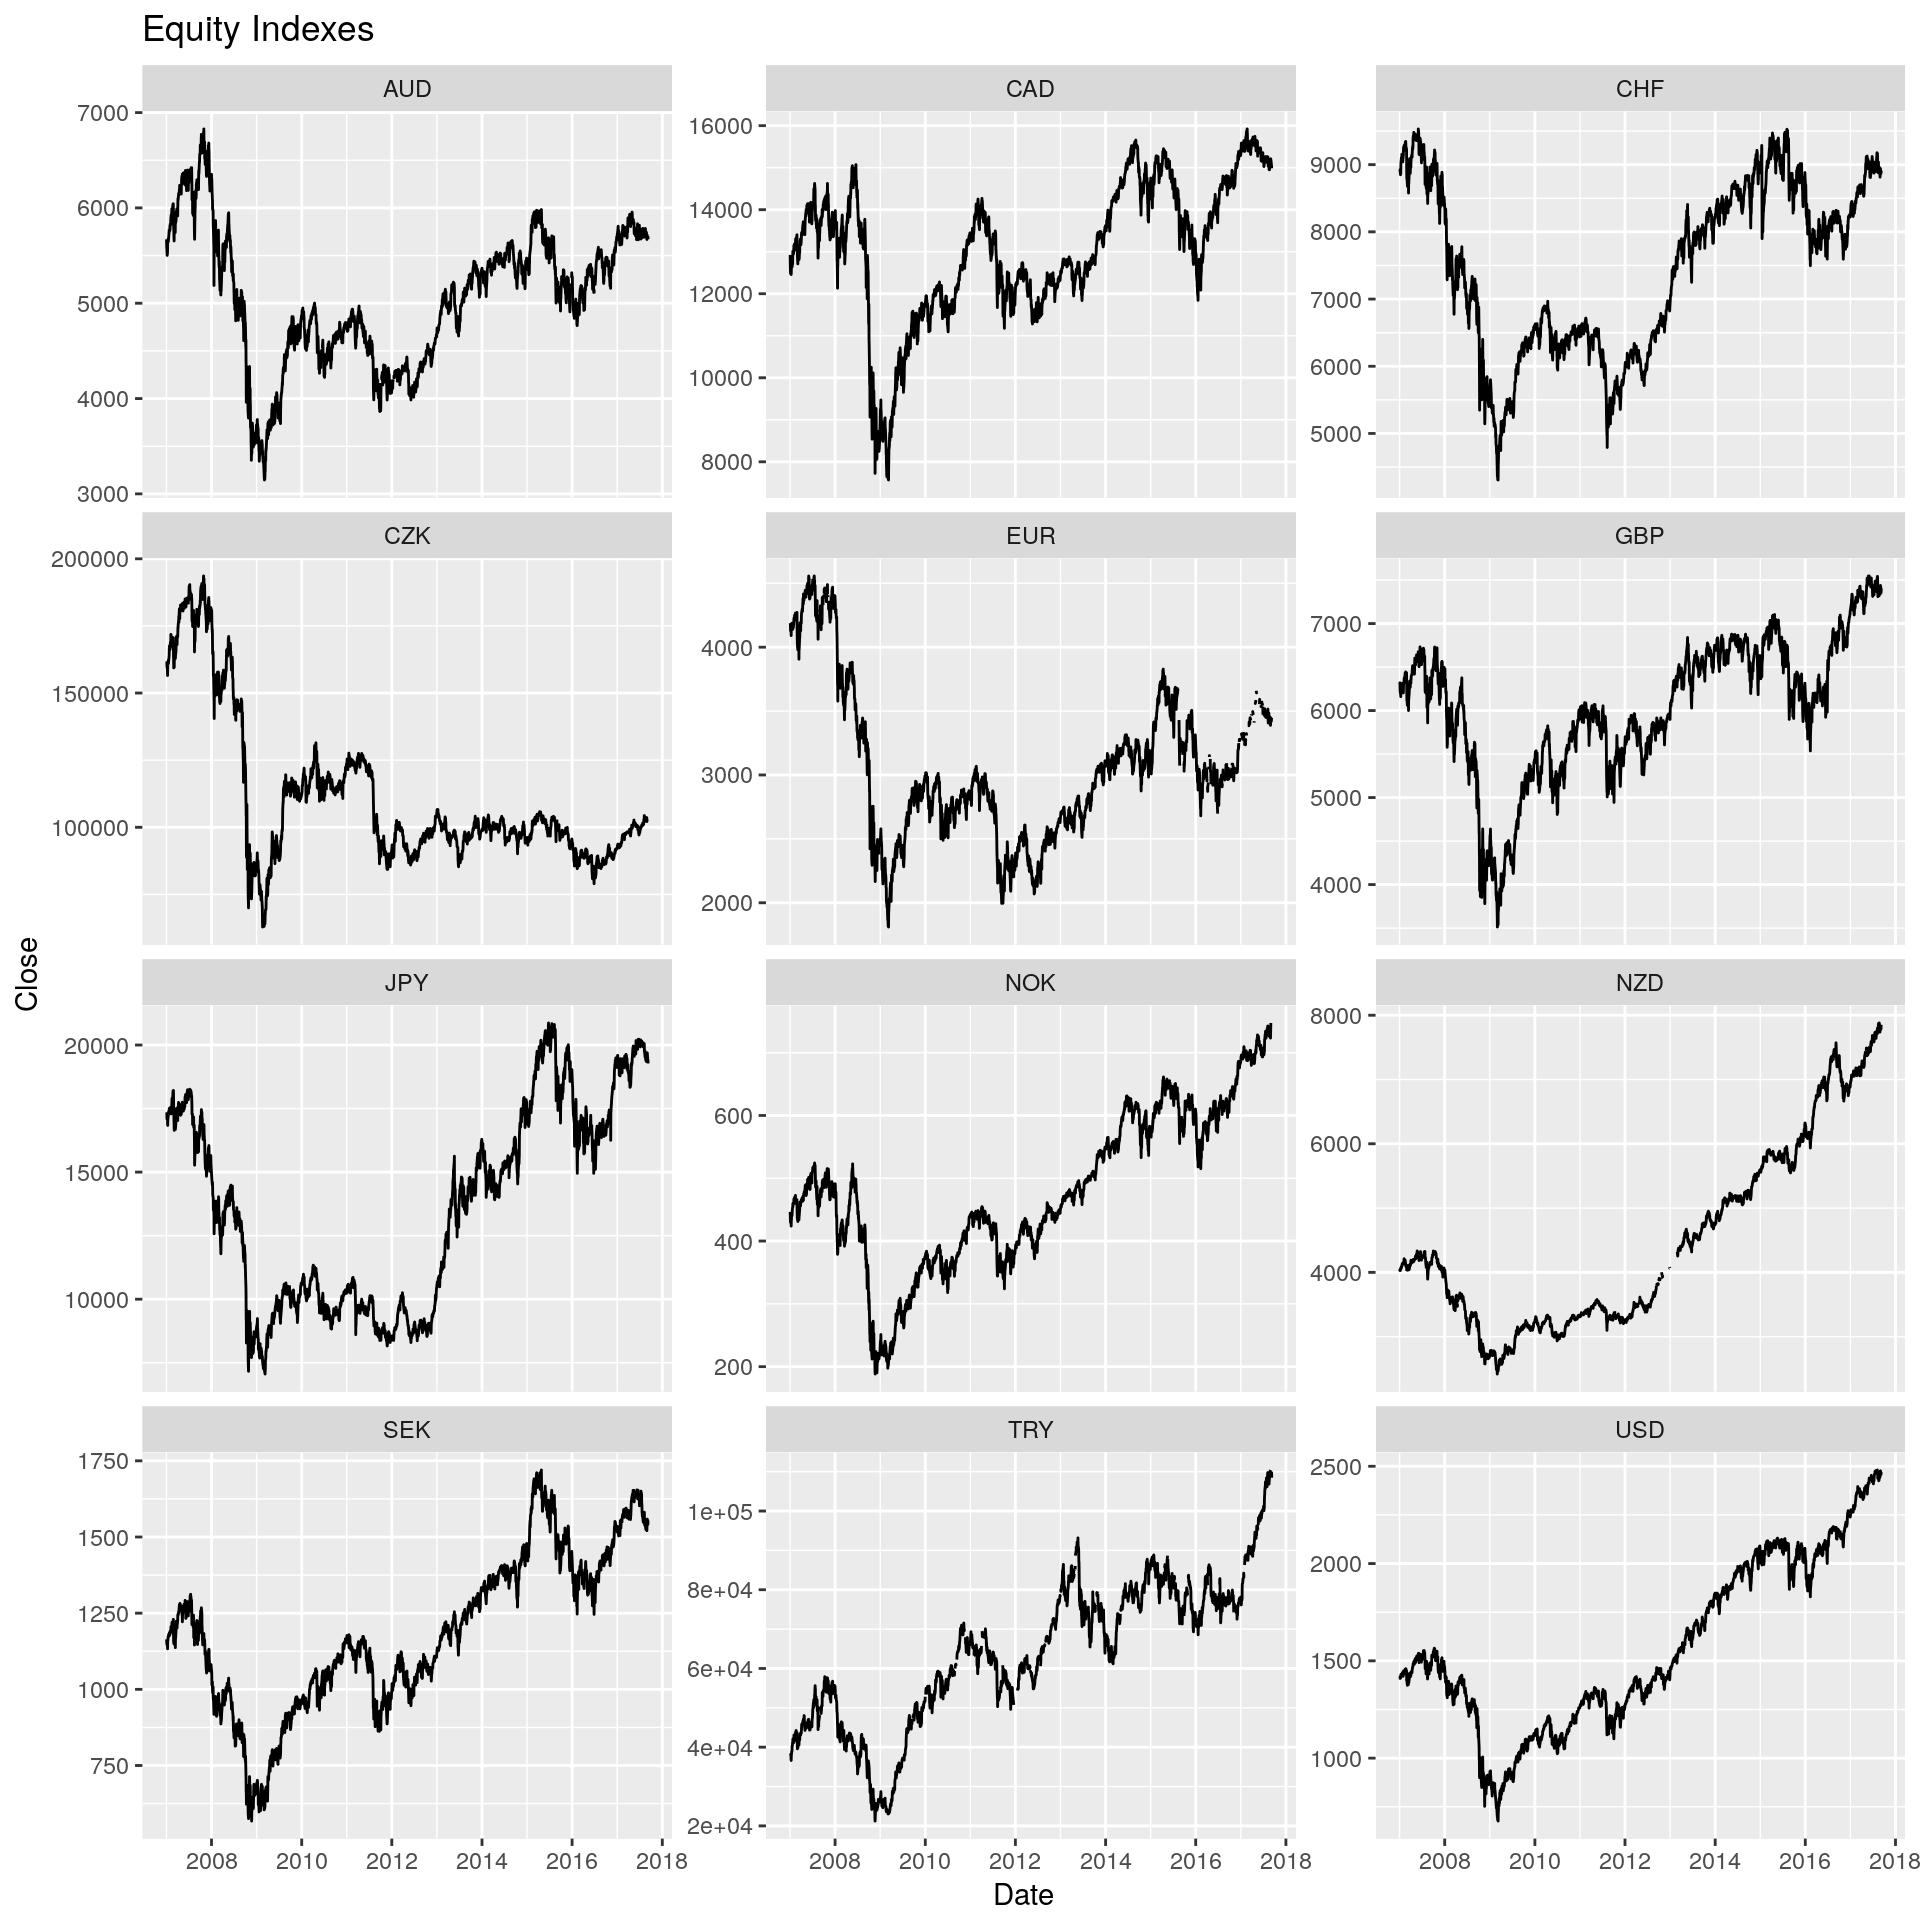 Equity Indexes
AUD
CAD
CHF
7000
6000
5000
4000
3000
16000
14000
12000
10000
8000
9000
8000
7000
6000
5000
CZK
EUR
GBP
200000
150000
100000
4000
3000
2000
7000
6000
5000
4000
Close
JPY
NOK
NZD
20000
15000
10000
600
400
200
8000
6000
4000
SEK
TRY
USD
1750
1500
1250
1000
750
1e+05
8e+04
6e+04
4e+04
2e+04
2500
2000
1500
1000
2008 2010 2012 2014 2016 2018
2008 2010 2012 2014 2016 2018
2008 2010 2012 2014 2016 2018
Date